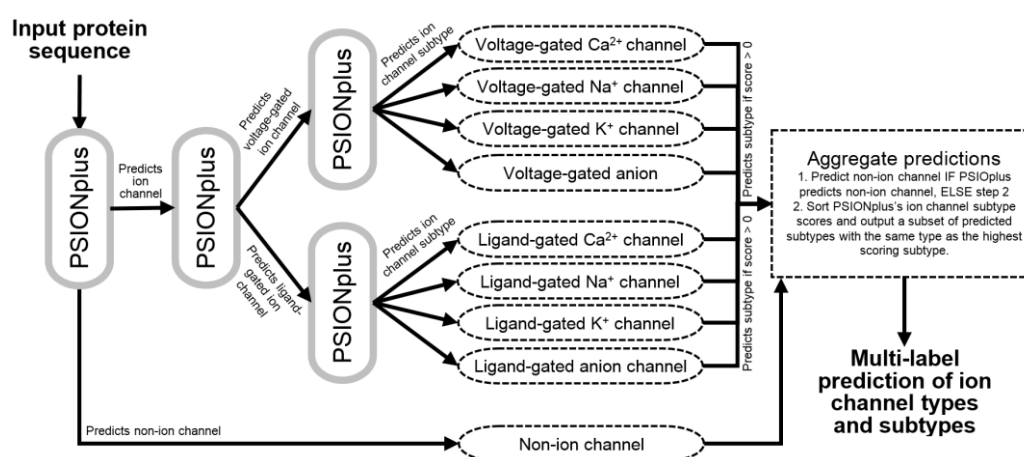 Input protein
sequence
PSIONplus
Predicts
ion
channel
PSIONplus
Predicts
voltage-gated
ion channel
Predicts ligand-
gated ion
channel
PSIONplus
Predicts ion
channel subtype
Voltage-gated Ca²⁺ channel
Voltage-gated Na⁺ channel
Voltage-gated K⁺ channel
Voltage-gated anion
Predicts subtype if score > 0
PSIONplus
Predicts ion
channel subtype
Ligand-gated Ca²⁺ channel
Ligand-gated Na⁺ channel
Ligand-gated K⁺ channel
Ligand-gated anion channel
Predicts subtype if score > 0
Predicts non-ion channel
Non-ion channel
Aggregate predictions
1. Predict non-channel IF PSIOplus
predicts non-ion channel, ELSE step 2
2. Sort PSIONplus's ion channel subtype
scores and output a subset of predicted
subtypes with the same type as the highest
scoring subtype.
Multi-label
prediction of ion
channel types
and subtypes